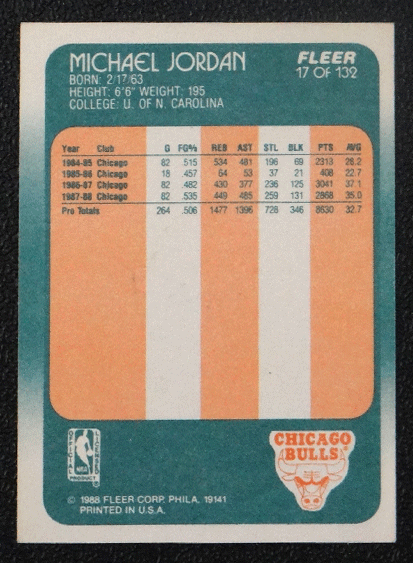 MICHAEL JORDAN
BORN: 2/17/63
HEIGHT: 6'6" WEIGHT: 195
COLLEGE: U. OF N. CAROLINA
FLEER
17 OF 132
Year Club G FG% REB AST STL BLK PTS AVG
1984-85 Chicago 82 .515 534 481 196 69 2313 28.2
1985-86 Chicago 18 .457 64 53 37 21 408 22.7
1986-87 Chicago 82 .482 430 377 236 125 3041 37.1
1987-88 Chicago 82 .535 449 485 259 131 2868 35.0
Pro Totals 264 .506 1477 1396 728 346 8630 32.7
OFFICIAL
NBA
LICENSED
PRODUCT
CHICAGO
BULLS
© 1988 FLEER CORP. PHILA. 19141
PRINTED IN U.S.A.